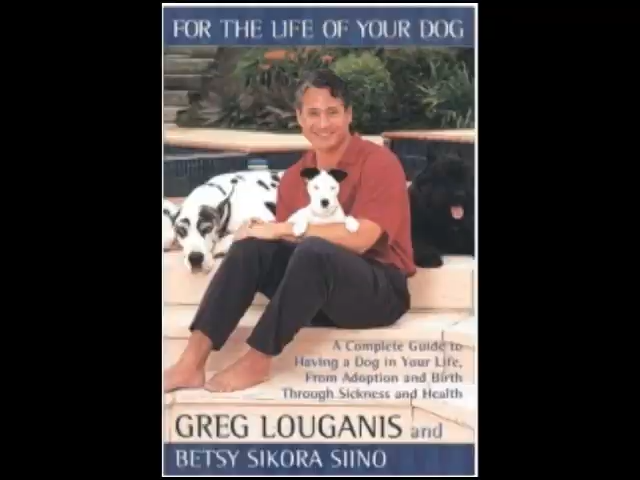 FOR THE LIFE OF YOUR DOG
A Complete Guide to
Having a Dog in Your Life,
From Adoption and Birth
Through Sickness and Health
GREG LOUGANIS and
BETSY SIKORA SIINO